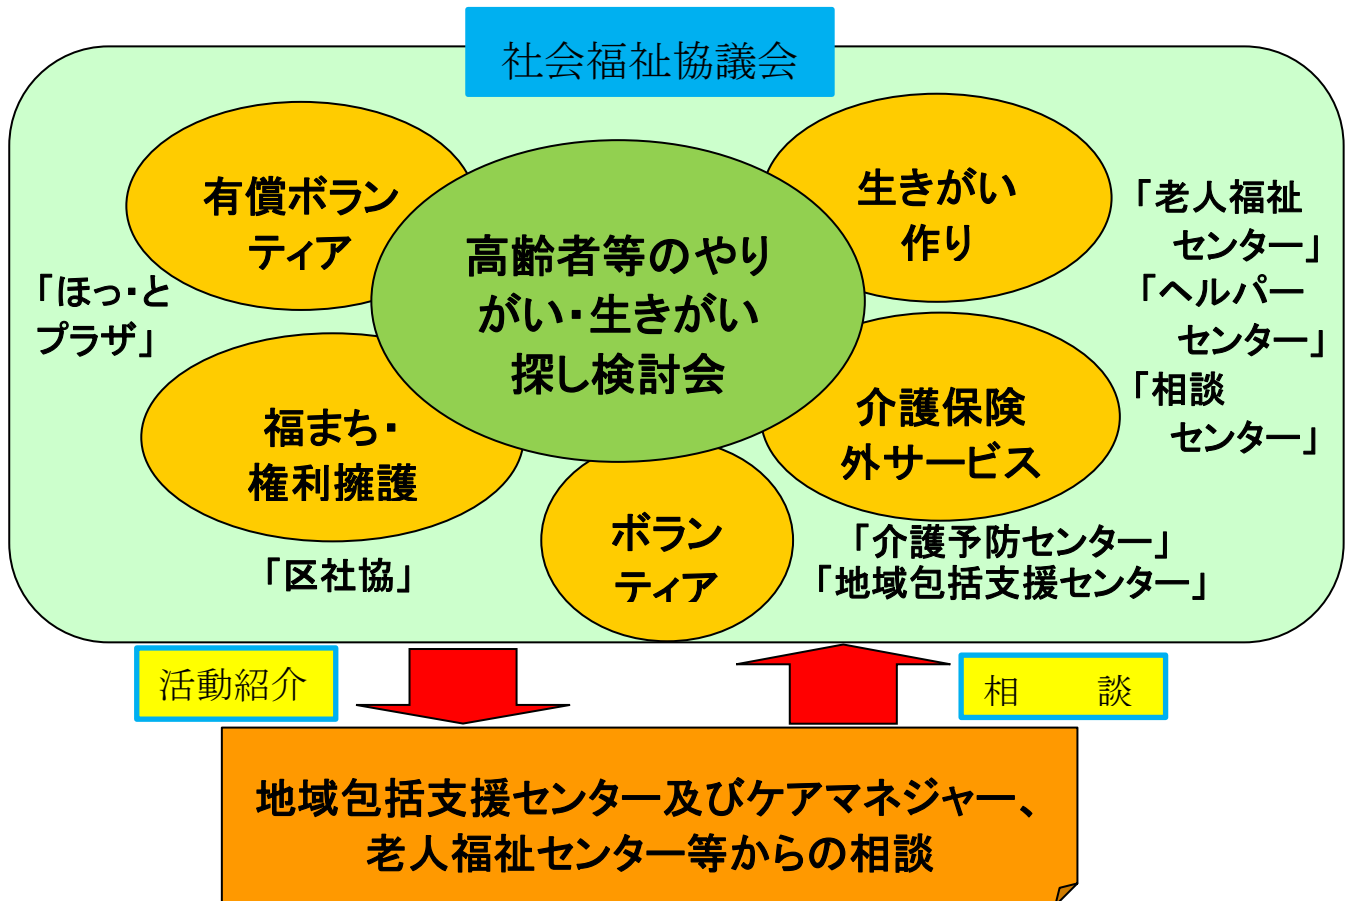 社会福祉協議会
有償ボラン
ティア
「ほっ・と
プラザ」
高齢者等のやり
がい・生きがい
探し検討会
生きがい
作り
「老人福祉
センター」
「ヘルパー
センター」
「相談
センター」
福まち・
権利擁護
「区社協」
ボラン
ティア
介護保険
外サービス
「介護予防センター」
「地域包括支援センター」
活動紹介
相　　談
地域包括支援センター及びケアマネジャー、
老人福祉センター等からの相談